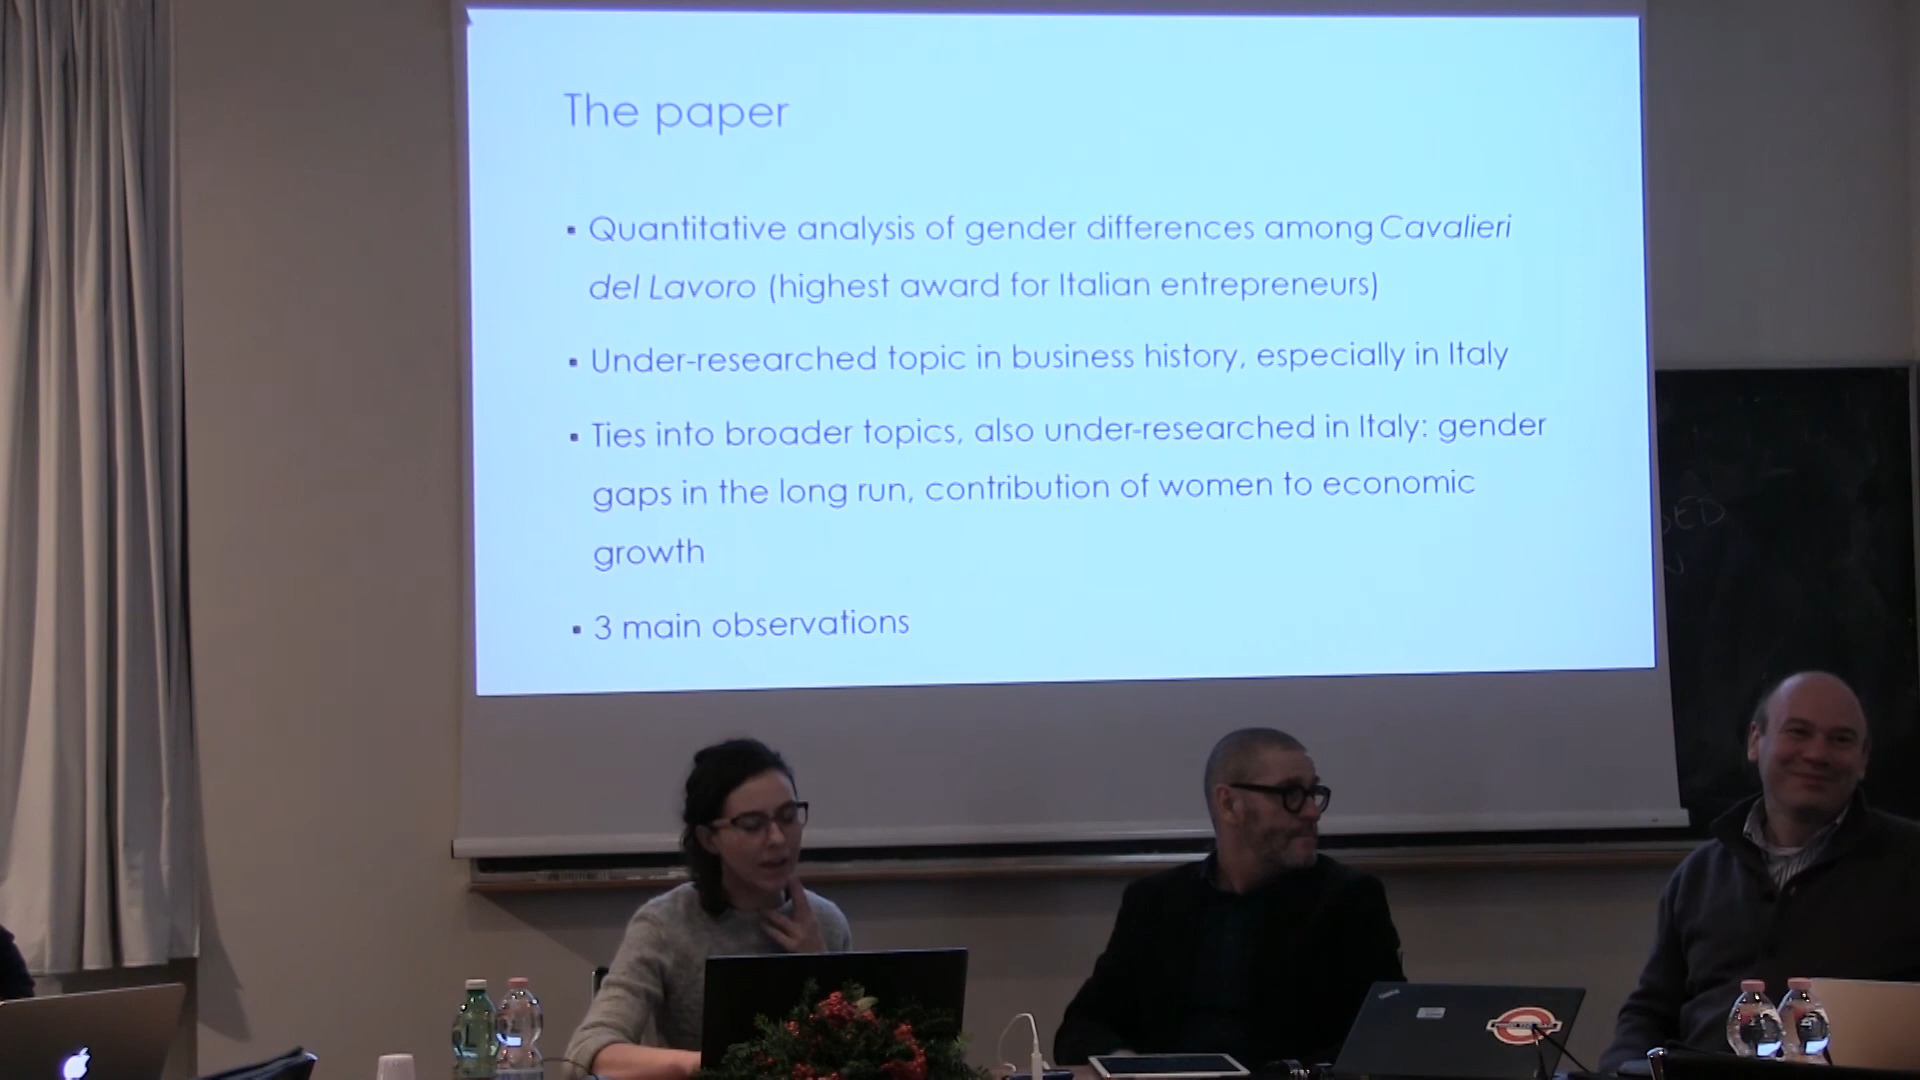 The paper
▪ Quantitative analysis of gender differences among Cavalieri
del Lavoro (highest award for Italian entrepreneurs)
▪ Under-researched topic in business history, especially in Italy
▪ Ties into broader topics, also under-researched in Italy: gender
gaps in the long run, contribution of women to economic
growth
▪ 3 main observations